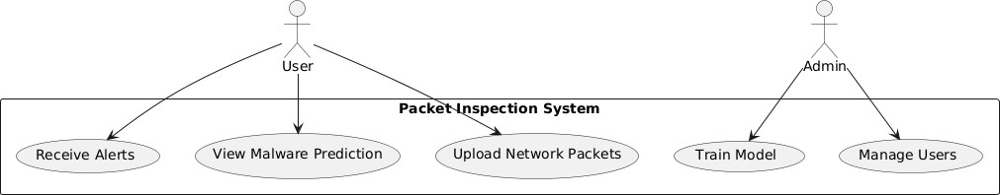 User
Admin
Packet Inspection System
Receive Alerts
View Malware Prediction
Upload Network Packets
Train Model
Manage Users